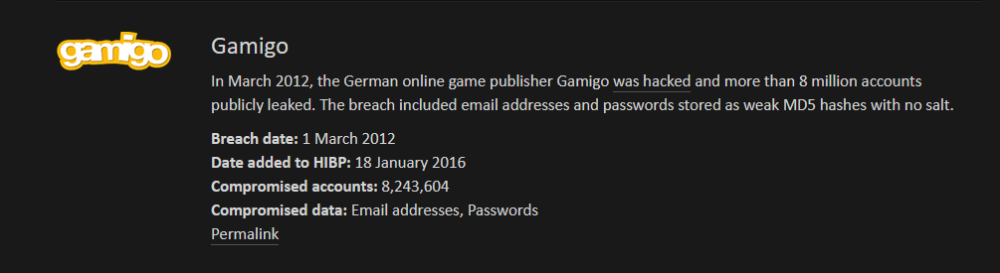 gamigo
Gamigo
In March 2012, the German online game publisher Gamigo was hacked and more than 8 million accounts
publicly leaked. The breach included email addresses and passwords stored as weak MD5 hashes with no salt.
Breach date: 1 March 2012
Date added to HIBP: 18 January 2016
Compromised accounts: 8,243,604
Compromised data: Email addresses, Passwords
Permalink